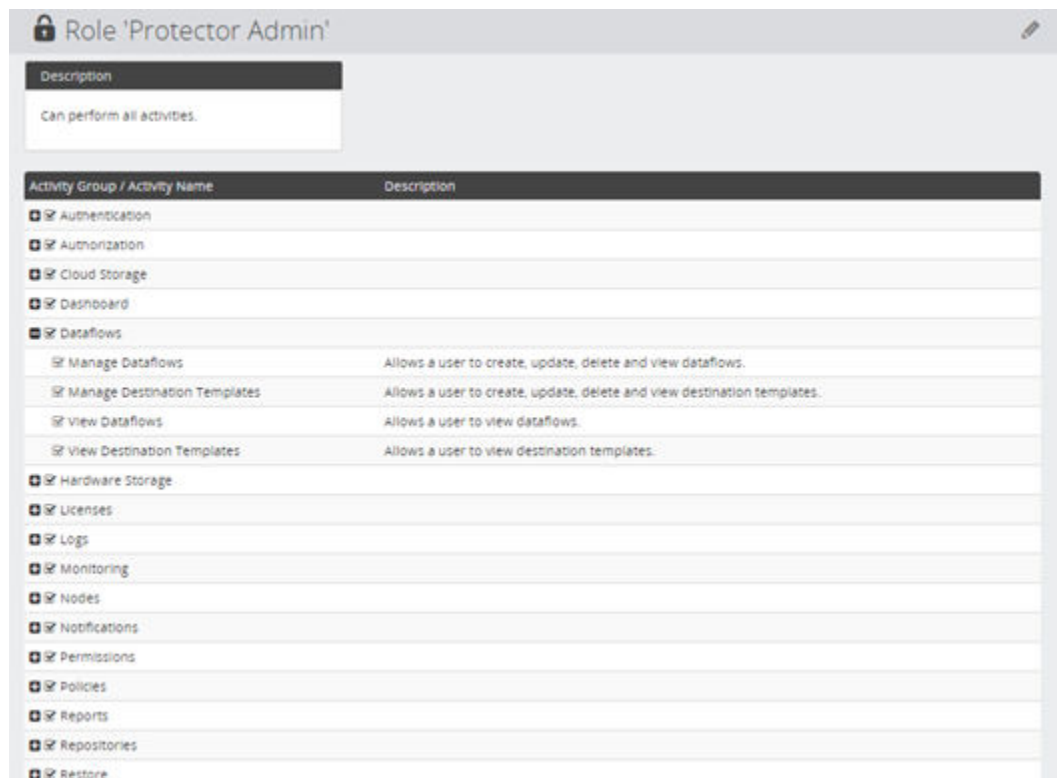 Role 'Protector Admin'
Description
Can perform all activities.
Activity Group / Activity Name Description
Authentication
Authorization
Cloud Storage
Dashboard
Dataflows
Manage Dataflows Allows a user to create, update, delete and view dataflows.
Manage Destination Templates Allows a user to create, update, delete and view destination templates.
View Dataflows Allows a user to view dataflows.
View Destination Templates Allows a user to view destination templates.
Hardware Storage
Licenses
Logs
Monitoring
Nodes
Notifications
Permissions
Policies
Reports
Repositories
Restore